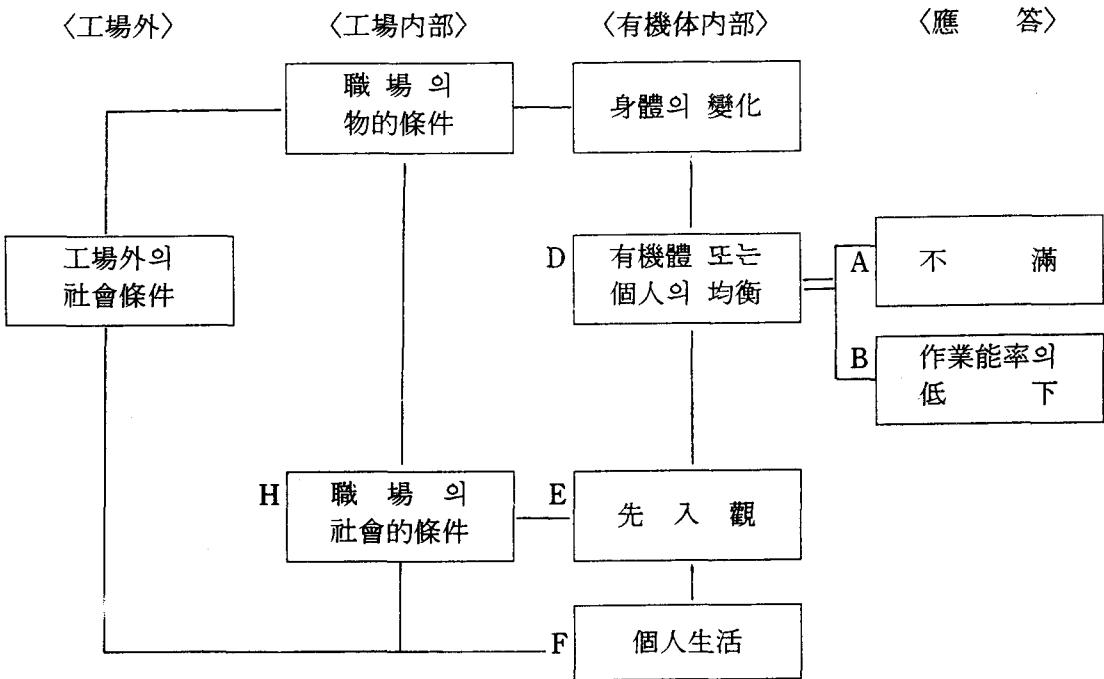 〈工場外〉 〈工場內部〉 〈有機体內部〉 〈應 答〉
職 場 의
物的條件
身體의 變化
工場外의
社會條件
D
有機體 또는
個人의 均衡
A
不 滿
B
作業能率의
低 下
H
職 場 의
社會的條件
E
先 入 觀
F
個人生活